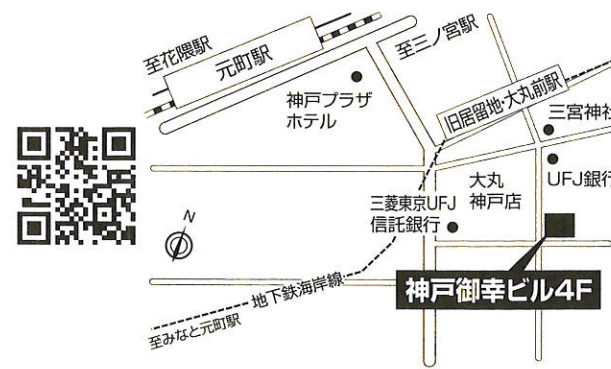 至花隈駅
元町駅
至三ノ宮駅
神戸プラザ
ホテル
旧居留地・大丸前駅
三宮神社
UFJ銀行
大丸
神戸店
三菱東京UFJ
信託銀行
N
神戸御幸ビル4F
地下鉄海岸線
至みなと元町駅